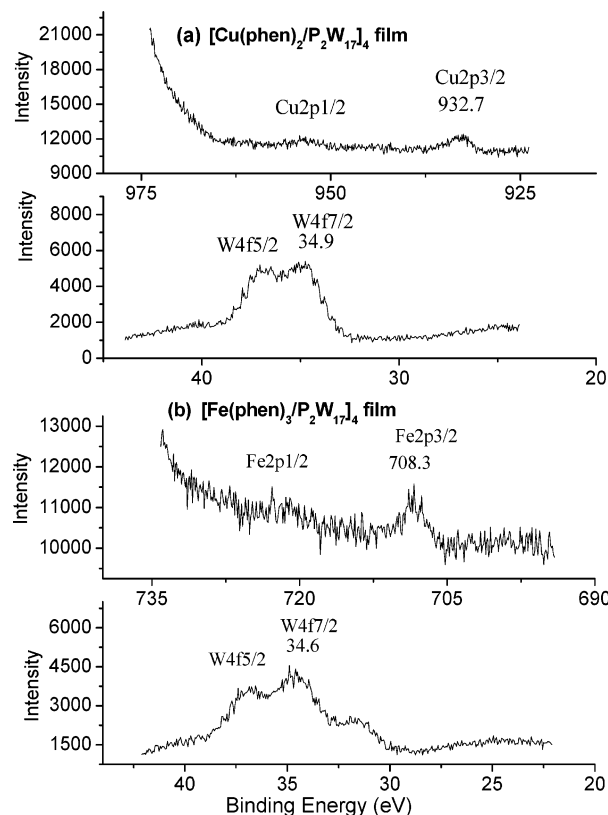 (a) [Cu(phen)₂/P₂W₁₇]₄ film
Intensity
21000
18000
15000
12000
9000
Cu2p1/2
Cu2p3/2
932.7
975
950
925
Intensity
8000
6000
4000
2000
0
W4f5/2
W4f7/2
34.9
40
30
20
(b) [Fe(phen)₃/P₂W₁₇]₄ film
Intensity
13000
12000
11000
10000
Fe2p1/2
Fe2p3/2
708.3
735
720
705
690
Intensity
6000
4500
3000
1500
W4f5/2
W4f7/2
34.6
40
35
30
25
20
Binding Energy (eV)